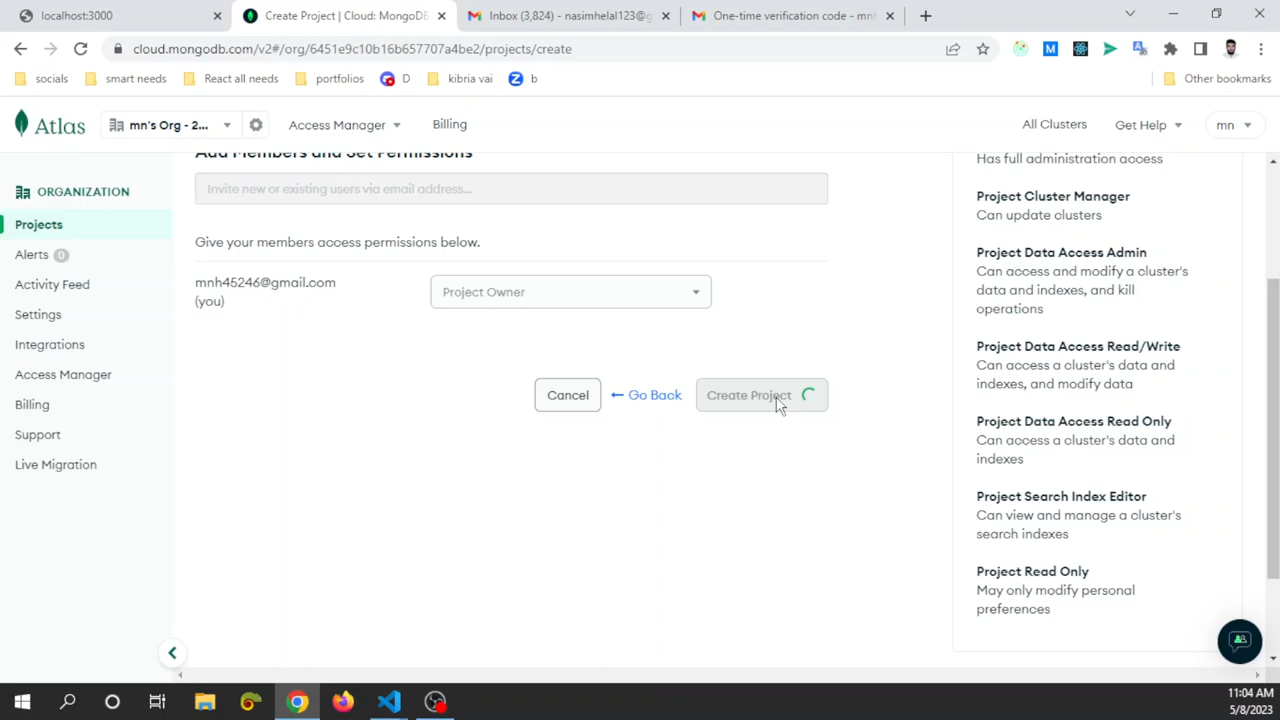 localhost:3000
Create Project | Cloud: MongoDB
Inbox (3,824) - nasimhelal123@g
One-time verification code - mnh
cloud.mongodb.com/v2#/org/6451e9c10b16b657707a4be2/projects/create
socials
smart needs
React all needs
portfolios
D
kibria vai
b
Other bookmarks
Atlas
mn's Org - 2...
Access Manager
Billing
All Clusters
Get Help
mn
ORGANIZATION
Projects
Alerts 0
Activity Feed
Settings
Integrations
Access Manager
Billing
Support
Live Migration
Add Members and Set Permissions
Invite new or existing users via email address...
Give your members access permissions below.
mnh45246@gmail.com
(you)
Project Owner
Cancel
Go Back
Create Project
Has full administration access
Project Cluster Manager
Can update clusters
Project Data Access Admin
Can access and modify a cluster's
data and indexes, and kill
operations
Project Data Access Read/Write
Can access a cluster's data and
indexes, and modify data
Project Data Access Read Only
Can access a cluster's data and
indexes
Project Search Index Editor
Can view and manage a cluster's
search indexes
Project Read Only
May only modify personal
preferences
11:04 AM
5/8/2023